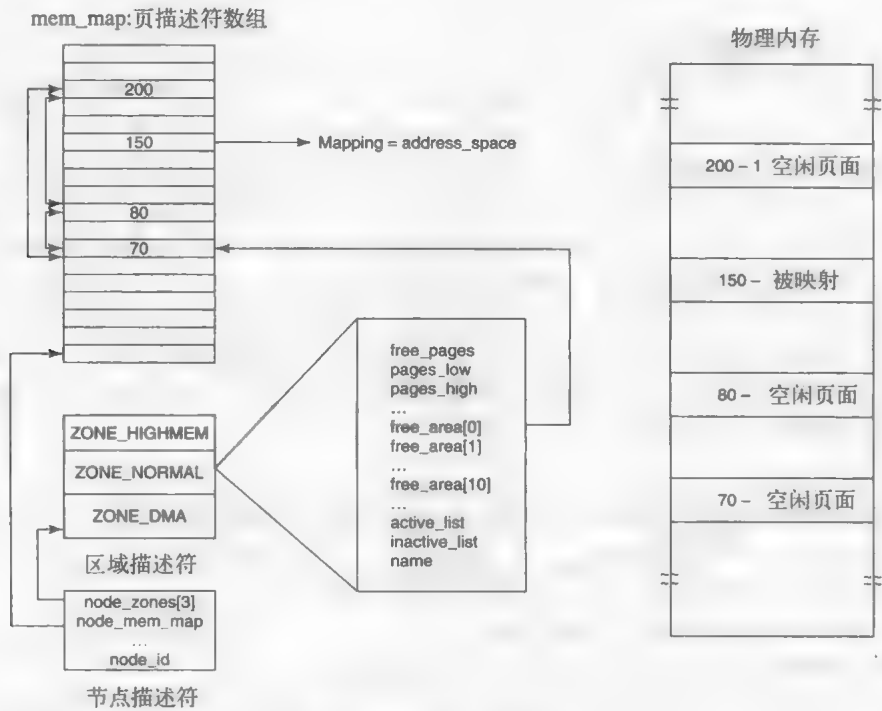 mem_map:页描述符数组
200
150
Mapping = address_space
80
70
free_pages
pages_low
pages_high
...
free_area[0]
free_area[1]
...
free_area[10]
...
active_list
inactive_list
name
ZONE_HIGHMEM
ZONE_NORMAL
ZONE_DMA
区域描述符
node_zones[3]
node_mem_map
...
node_id
节点描述符
物理内存
200-1 空闲页面
150- 被映射
80- 空闲页面
70- 空闲页面